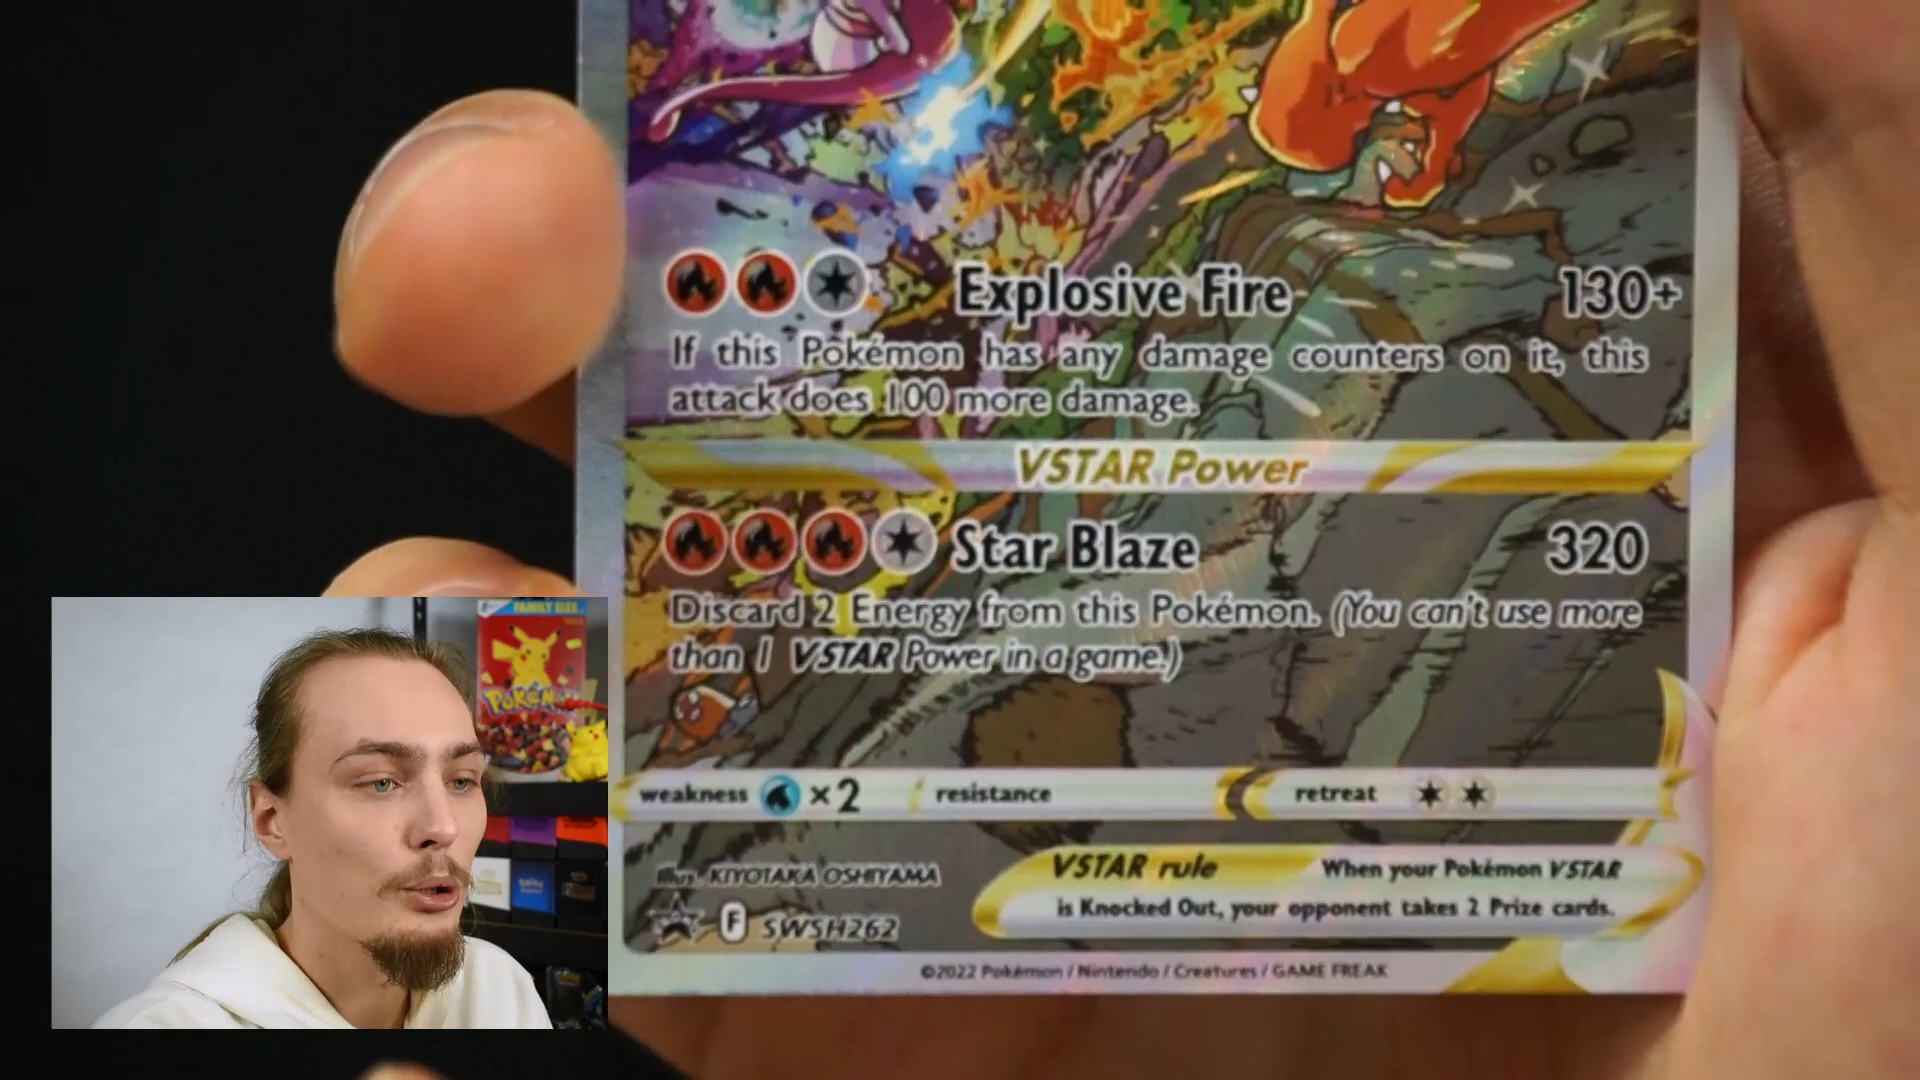 Explosive Fire 130+
If this Pokémon has any damage counters on it, this
attack does 100 more damage.
VSTAR Power
Star Blaze 320
Discard 2 Energy from this Pokémon. (You can't use more
than 1 VSTAR Power in a game.)
weakness ×2 resistance retreat
Illus. KIYOTAKA OSHIYAMA
F SWSH262
VSTAR rule When your Pokémon VSTAR
is Knocked Out, your opponent takes 2 Prize cards.
©2022 Pokémon / Nintendo / Creatures / GAME FREAK
FAMILY SIZE
POKÉMON